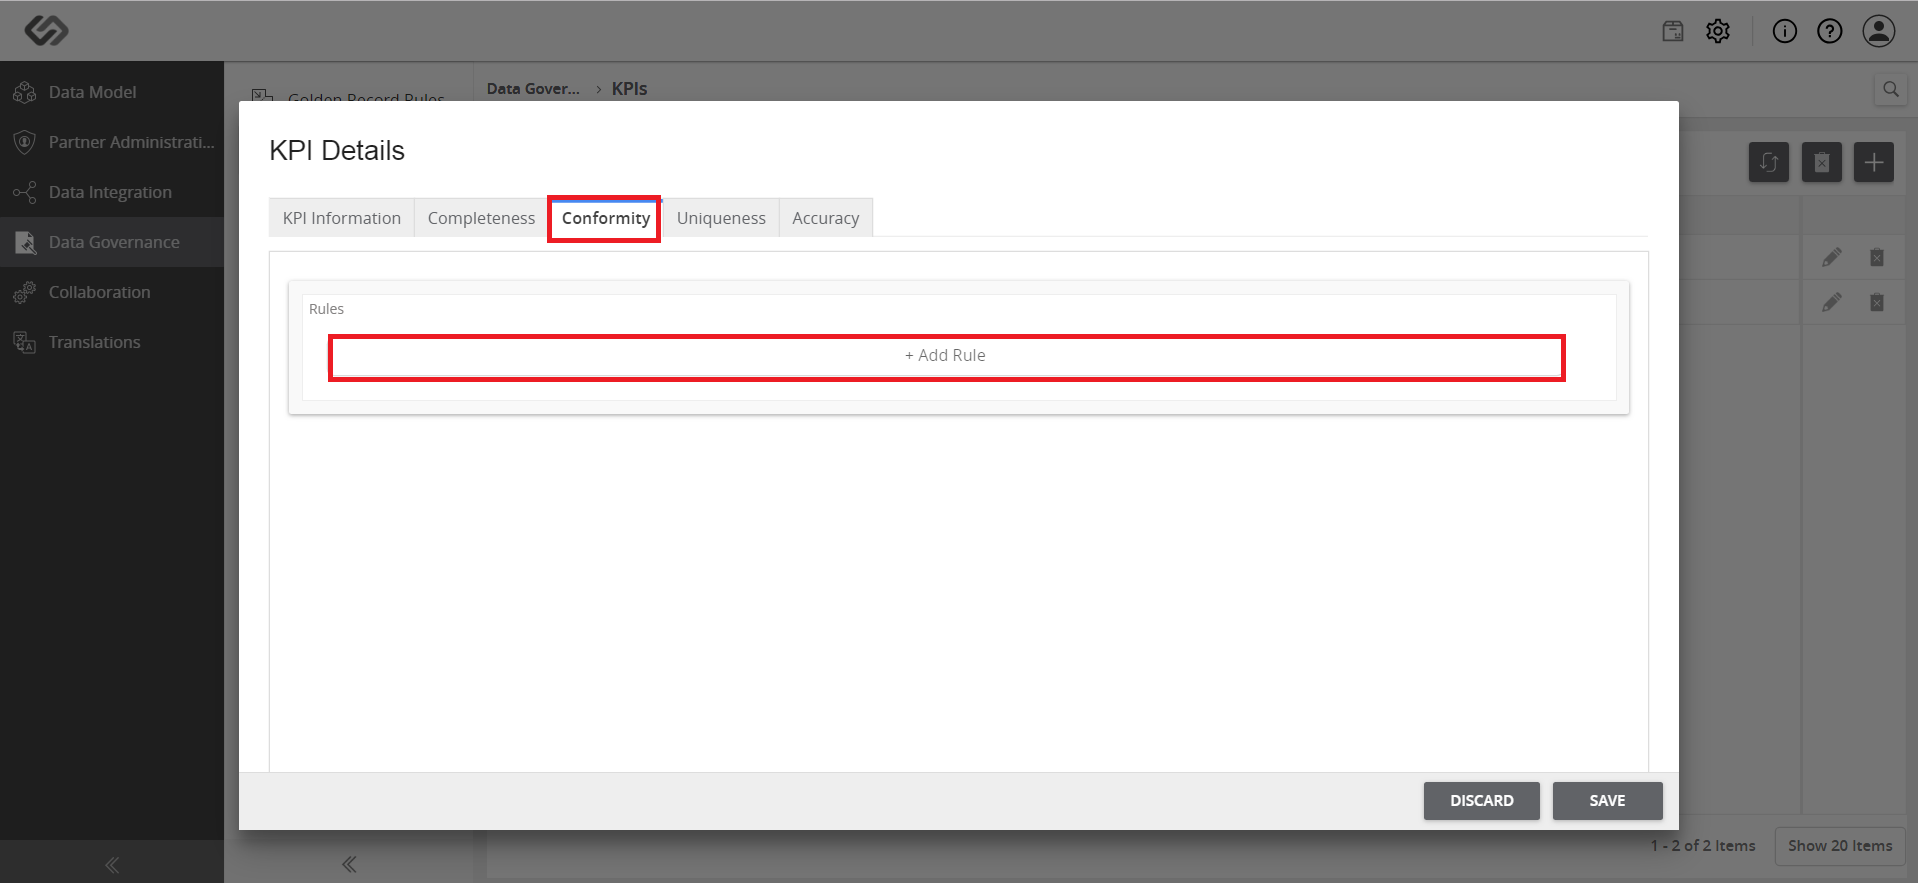 Data Model
Partner Administrati...
Data Integration
Data Governance
Collaboration
Translations
Golden Record Rules
Data Gover... › KPIs
KPI Details
KPI Information Completeness Conformity Uniqueness Accuracy
Rules
+ Add Rule
DISCARD SAVE
1 - 2 of 2 Items Show 20 Items